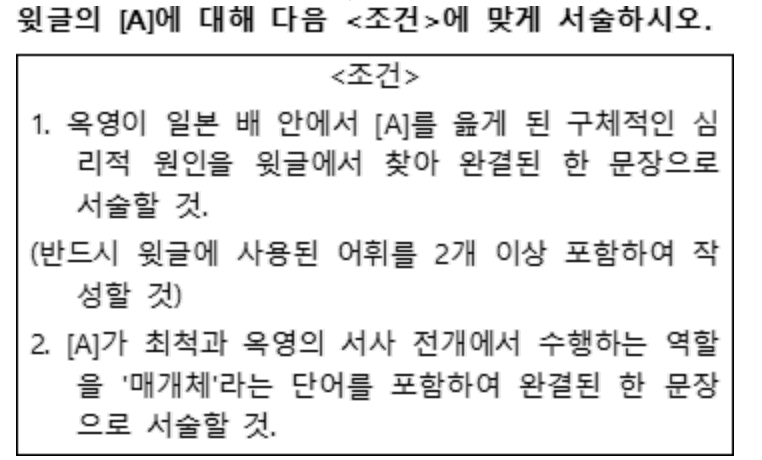 윗글의 [A]에 대해 다음 <조건>에 맞게 서술하시오.
<조건>
1. 옥영이 일본 배 안에서 [A]를 읊게 된 구체적인 심
리적 원인을 윗글에서 찾아 완결된 한 문장으로
서술할 것.
(반드시 윗글에 사용된 어휘를 2개 이상 포함하여 작
성할 것)
2. [A]가 최척과 옥영의 서사 전개에서 수행하는 역할
을 '매개체'라는 단어를 포함하여 완결된 한 문장
으로 서술할 것.